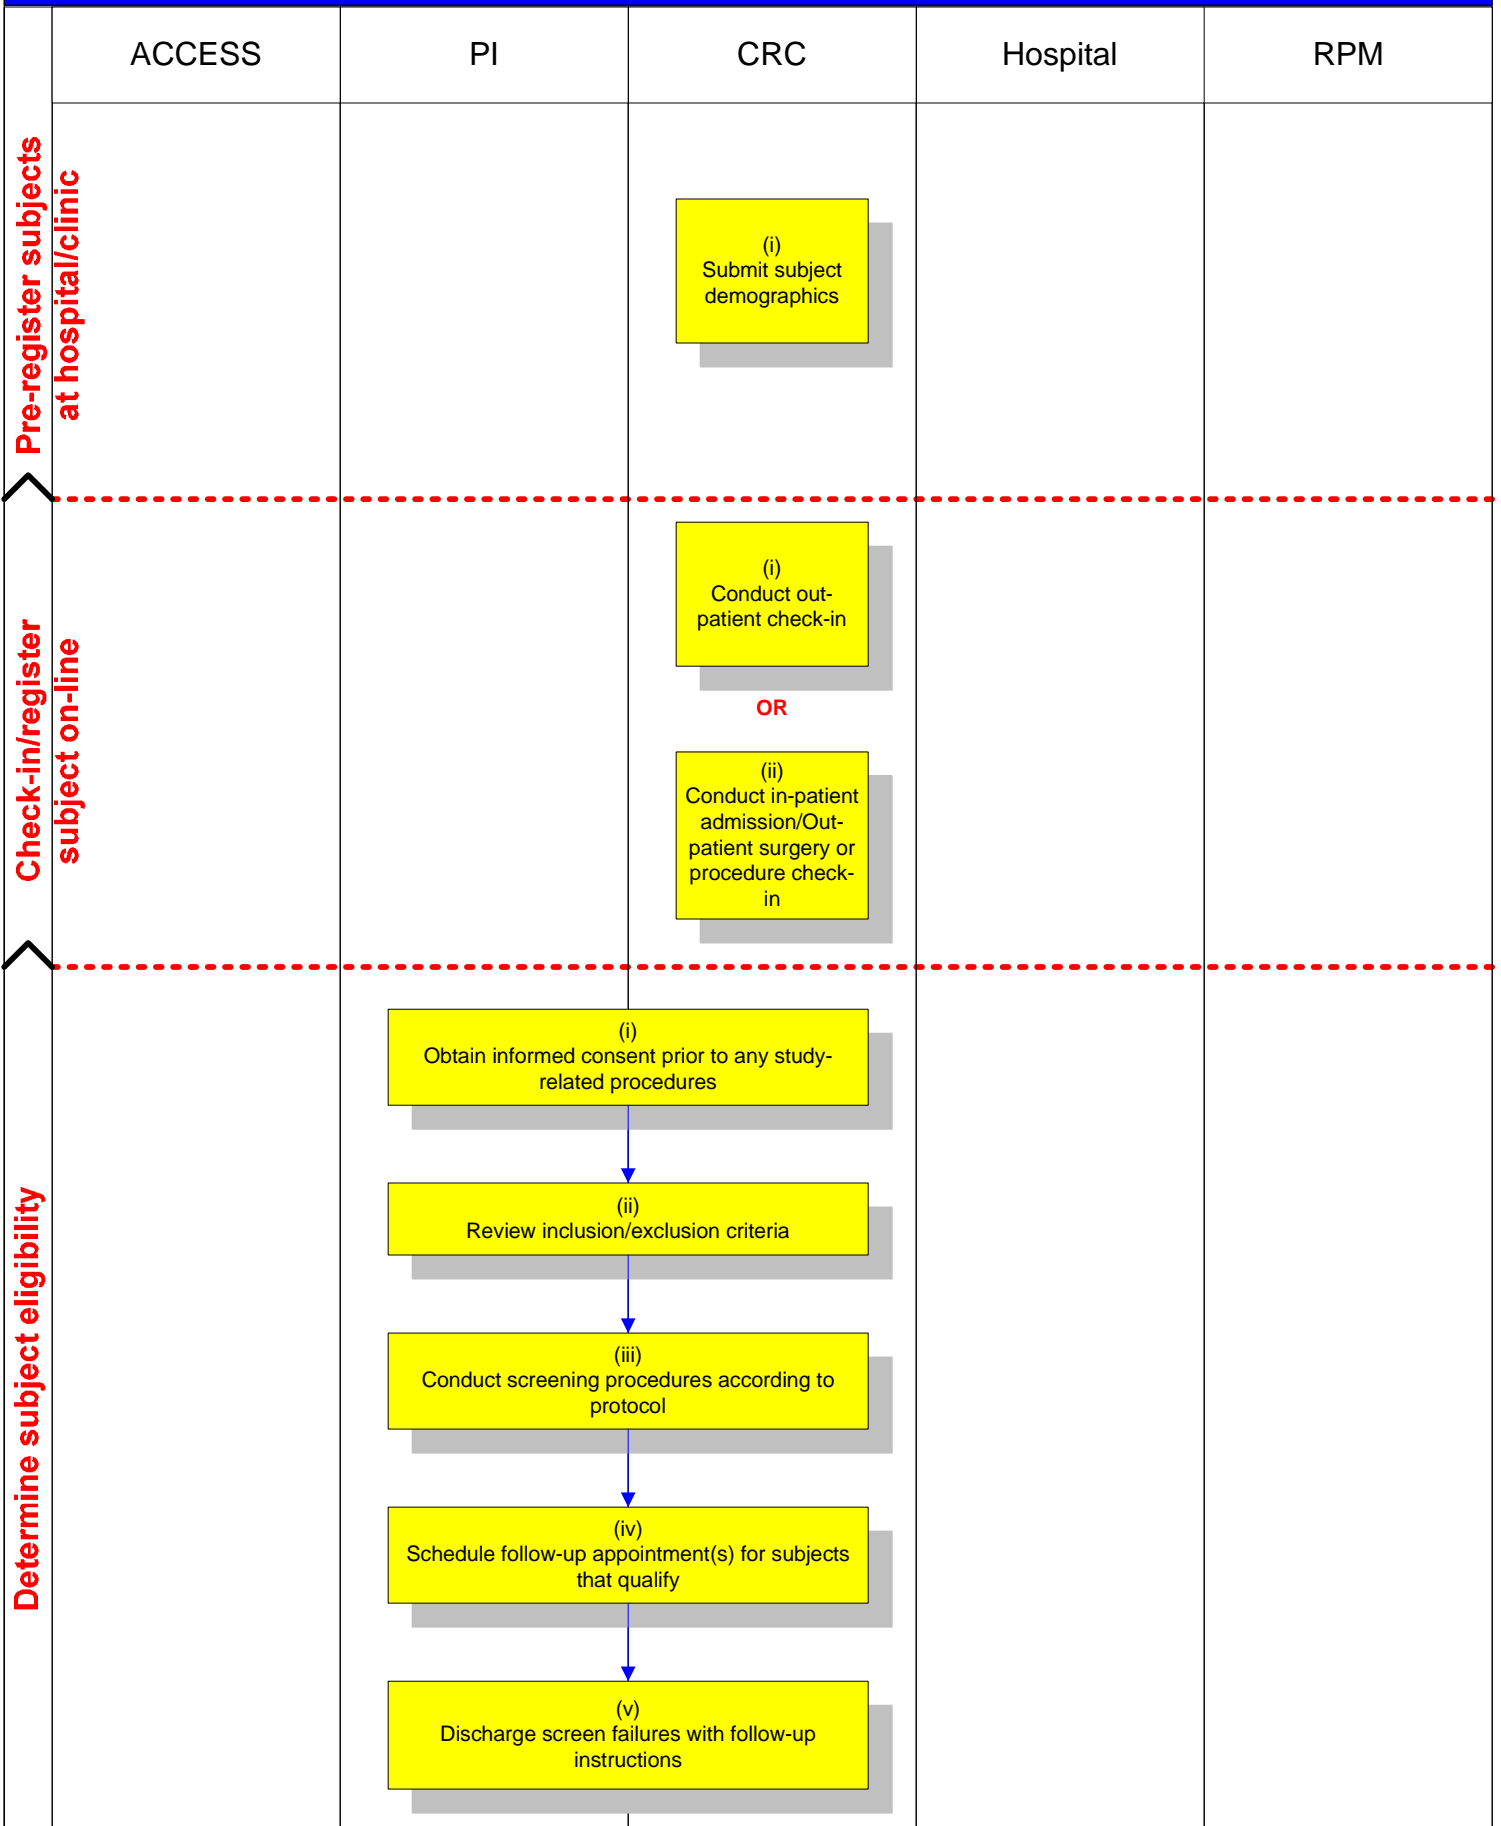 ACCESS
PI
CRC
Hospital
RPM
Pre-register subjects
at hospital/clinic
(i)
Submit subject
demographics
Check-in/register
subject on-line
(i)
Conduct out-
patient check-in
OR
(ii)
Conduct in-patient
admission/Out-
patient surgery or
procedure check-
in
Determine subject eligibility
(i)
Obtain informed consent prior to any study-
related procedures
(ii)
Review inclusion/exclusion criteria
(iii)
Conduct screening procedures according to
protocol
(iv)
Schedule follow-up appointment(s) for subjects
that qualify
(v)
Discharge screen failures with follow-up
instructions